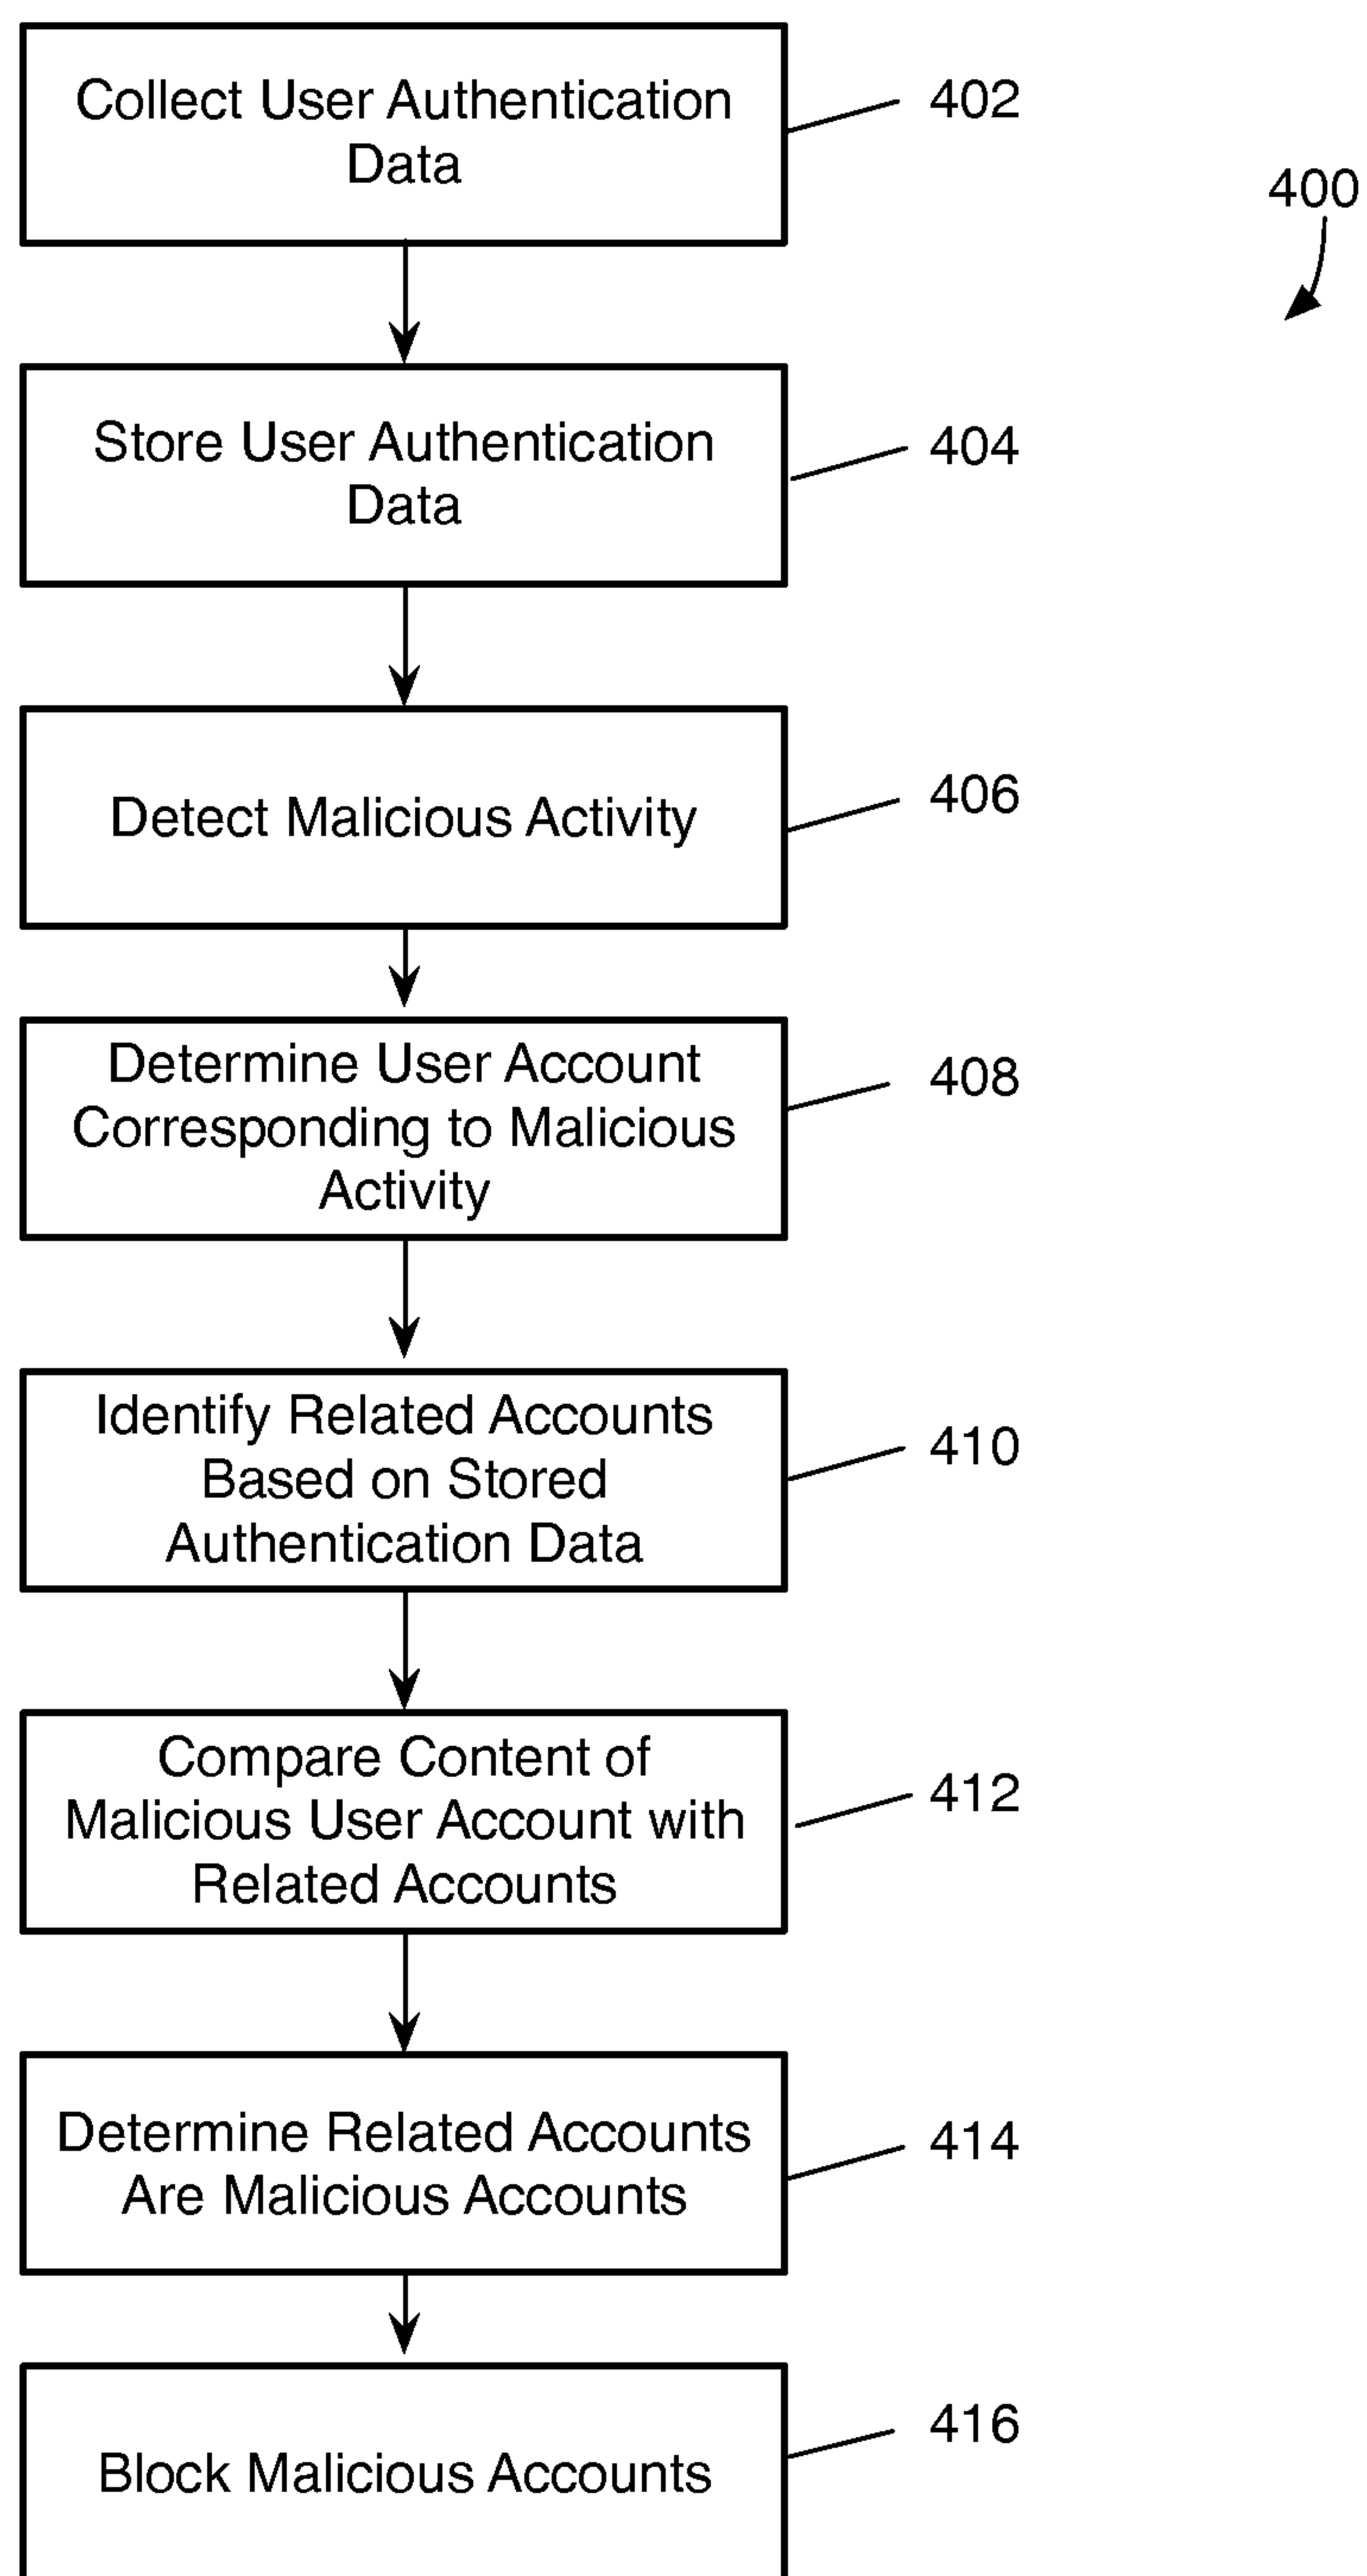 Collect User Authentication
Data
402
400
Store User Authentication
Data
404
Detect Malicious Activity
406
Determine User Account
Corresponding to Malicious
Activity
408
Identify Related Accounts
Based on Stored
Authentication Data
410
Compare Content of
Malicious User Account with
Related Accounts
412
Determine Related Accounts
Are Malicious Accounts
414
Block Malicious Accounts
416